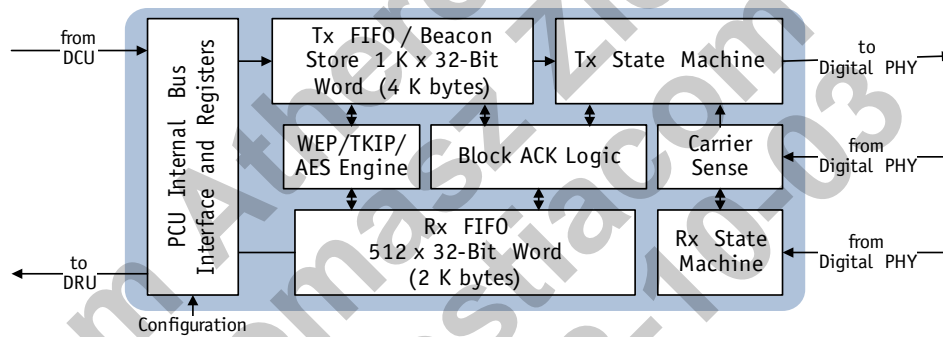 from
DCU
to
DRU
PCU Internal Bus
Interface and Registers
Configuration
Tx FIFO / Beacon
Store 1 K x 32-Bit
Word (4 K bytes)
Tx State Machine
to
Digital PHY
WEP/TKIP/
AES Engine
Block ACK Logic
Carrier
Sense
from
Digital PHY
Rx FIFO
512 x 32-Bit Word
(2 K bytes)
Rx State
Machine
from
Digital PHY